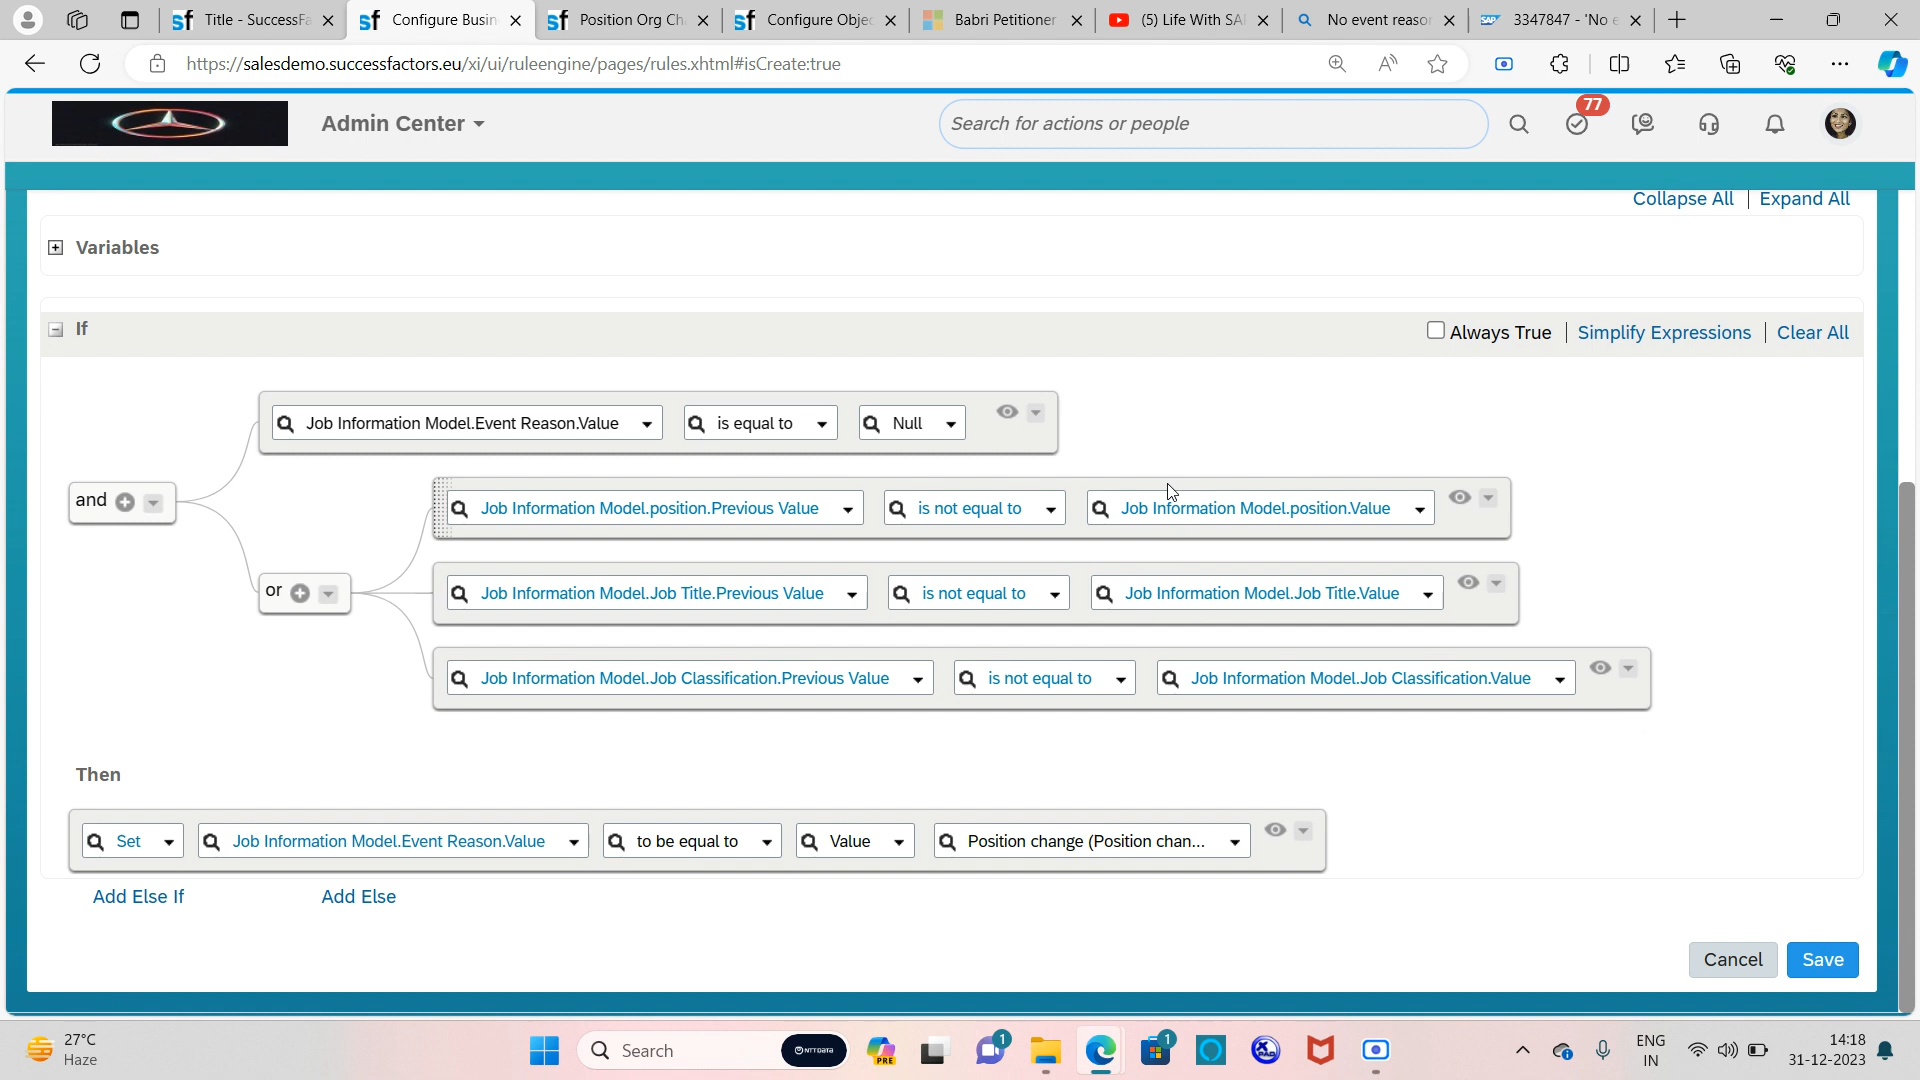 Title - SuccessFa
Configure Busin
Position Org Ch
Configure Objec
Babri Petitioner
(5) Life With SA
No event reaso
SAP 3347847 - 'No e
https://salesdemo.successfactors.eu/xi/ui/ruleengine/pages/rules.xhtml#isCreate:true
Admin Center
Search for actions or people
77
Collapse All
Expand All
Variables
If
Always True
Simplify Expressions
Clear All
Job Information Model.Event Reason.Value
is equal to
Null
and
Job Information Model.position.Previous Value
is not equal to
Job Information Model.position.Value
or
Job Information Model.Job Title.Previous Value
is not equal to
Job Information Model.Job Title.Value
Job Information Model.Job Classification.Previous Value
is not equal to
Job Information Model.Job Classification.Value
Then
Set
Job Information Model.Event Reason.Value
to be equal to
Value
Position change (Position chan...
Add Else If
Add Else
Cancel
Save
27°C
Haze
Search
NTT DATA
PRE
1
1
ENG
IN
14:18
31-12-2023